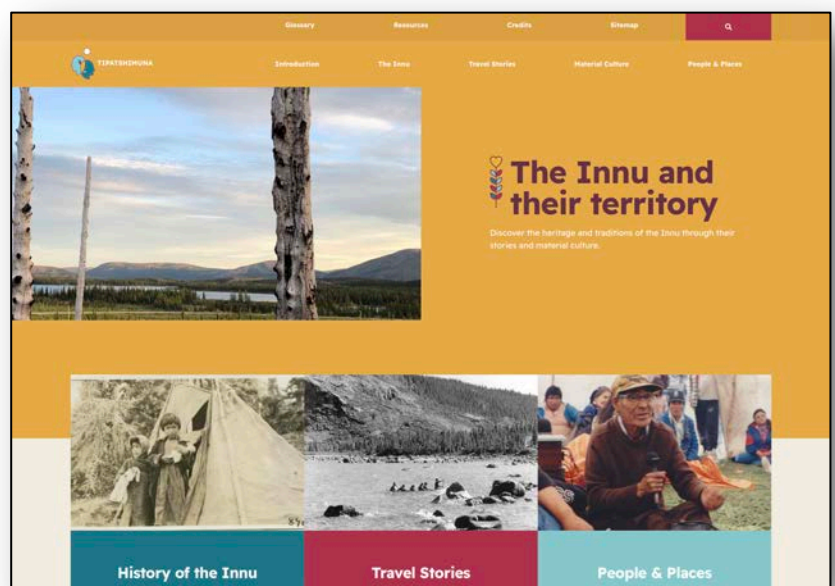 Glossary
Resources
Credits
Sitemap
TIPATSHIMUNA
Introduction
The Innu
Travel Stories
Material Culture
People & Places
The Innu and
their territory
Discover the heritage and traditions of the Innu through their
stories and material culture.
History of the Innu
Travel Stories
People & Places